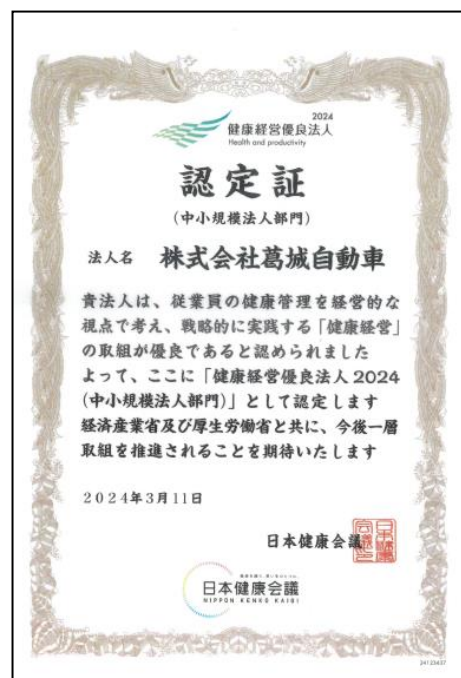 2024
健康経営優良法人
Health and productivity
認定証
(中小規模法人部門)
法人名 株式会社葛城自動車
貴法人は、従業員の健康管理を経営的な
視点で考え、戦略的に実践する「健康経営」
の取組が優良であると認められました
よって、ここに「健康経営優良法人2024
(中小規模法人部門)」として認定します
経済産業省及び厚生労働省と共に、今後一層
取組を推進されることを期待いたします
2024年3月11日
日本健康会議
日本健康会議
NIPPON KENKO KAIGI